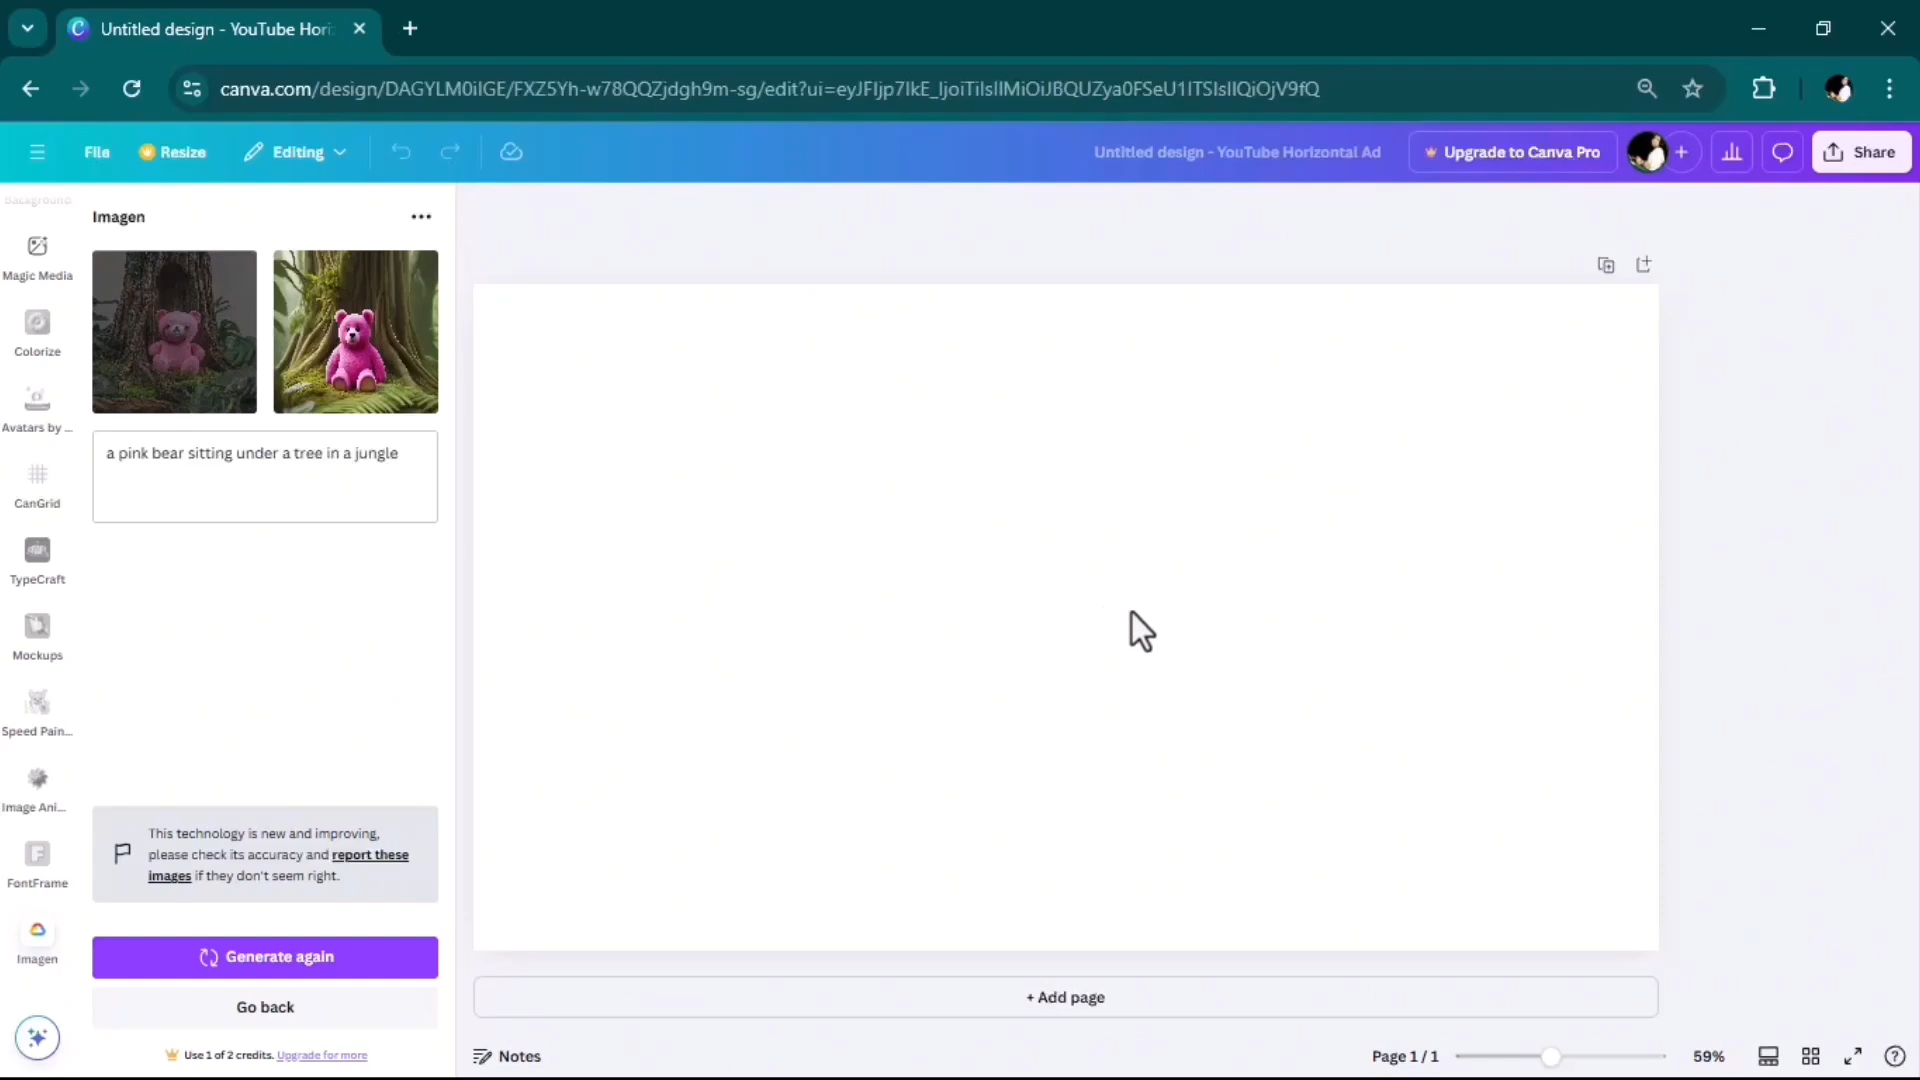 Untitled design - YouTube Hori
canva.com/design/DAGYLM0iIGE/FXZ5Yh-w78QQZjdgh9m-sg/edit?ui=eyJFIjp7IkE_IjoiTiIsIlIMiOiJBQUZya0FSeU1ITSIsIlQiOjV9fQ
File
Resize
Editing
Untitled design - YouTube Horizontal Ad
Upgrade to Canva Pro
Share
Background
Magic Media
Colorize
Avatars by ...
CanGrid
TypeCraft
Mockups
Speed Pain...
Image Ani...
FontFrame
Imagen
Imagen
a pink bear sitting under a tree in a jungle
This technology is new and improving,
please check its accuracy and report these
images if they don't seem right.
Generate again
Go back
Use 1 of 2 credits. Upgrade for more
+ Add page
Notes
Page 1 / 1
59%